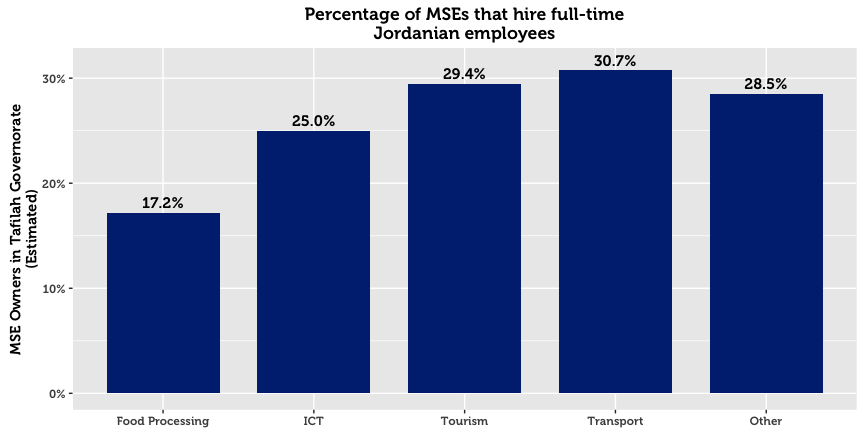 Percentage of MSEs that hire full-time
Jordanian employees
MSE Owners in Tafilah Governorate
(Estimated)
30%
20%
10%
0%
17.2%
25.0%
29.4%
30.7%
28.5%
Food Processing
ICT
Tourism
Transport
Other